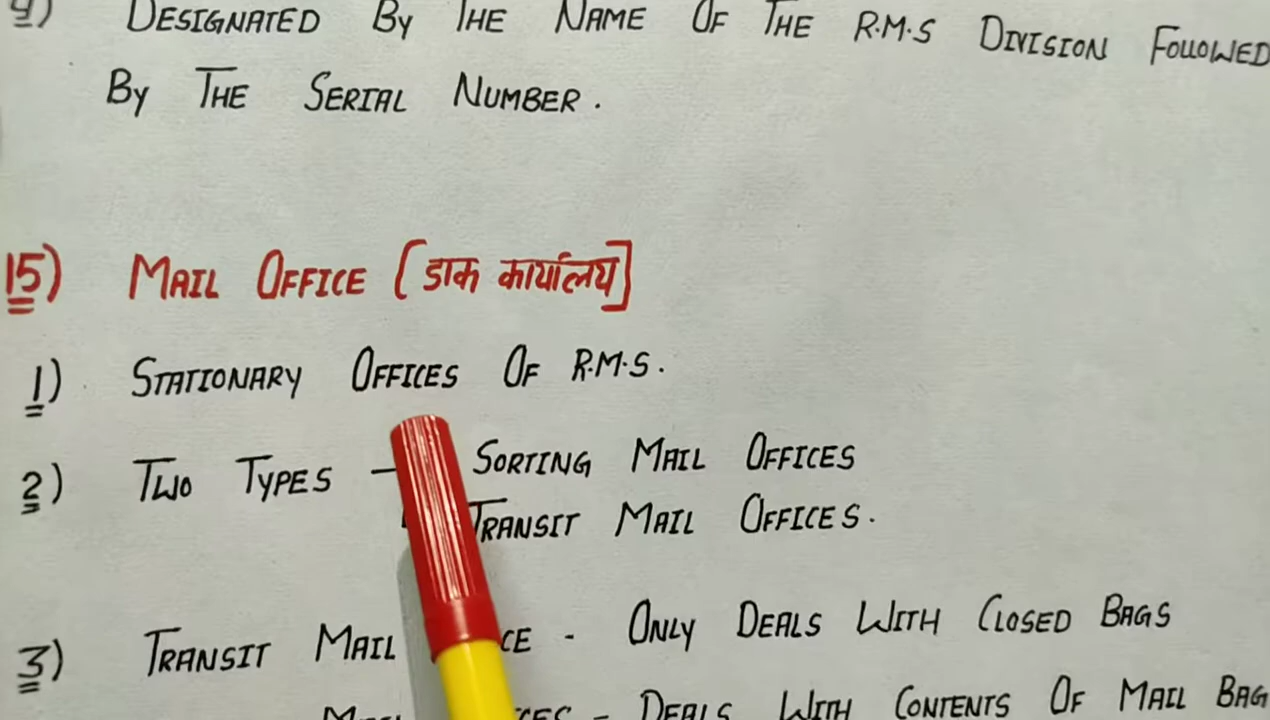 4) DESIGNATED BY THE NAME OF THE R.M.S DIVISION FOLLOWED
BY THE SERIAL NUMBER.
15) MAIL OFFICE [डाक कार्यालय]
1) STATIONARY OFFICES OF R.M.S.
2) TWO TYPES – SORTING MAIL OFFICES
TRANSIT MAIL OFFICES.
3) TRANSIT MAIL CE - ONLY DEALS WITH CLOSED BAGS
CES - DEALS WITH CONTENTS OF MAIL BAG